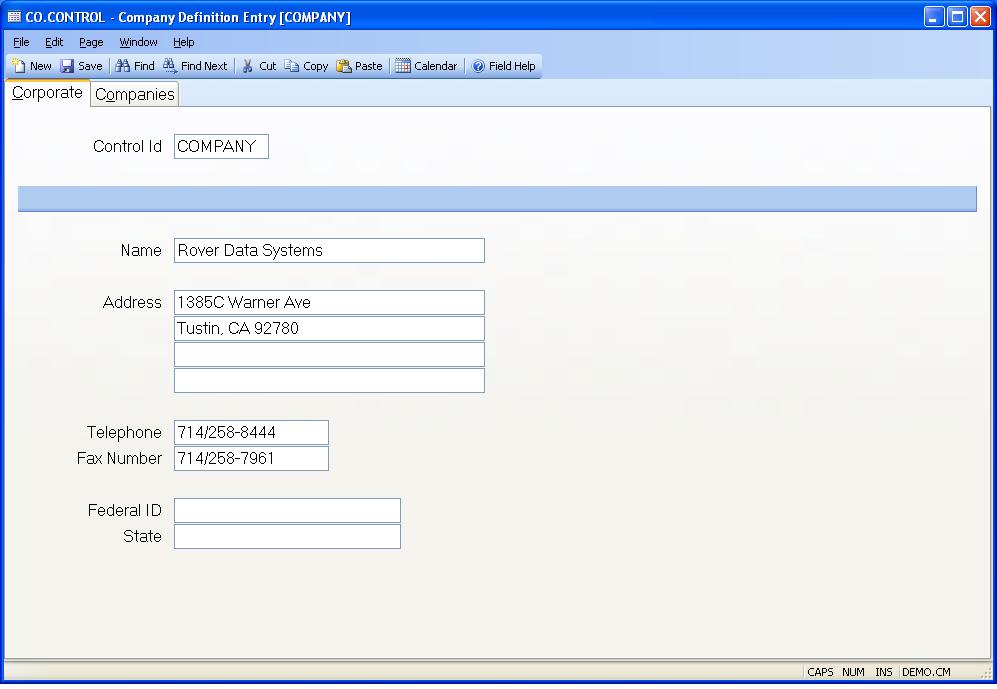 CO.CONTROL - Company Definition Entry [COMPANY]
File Edit Page Window Help
New Save Find Find Next Cut Copy Paste Calendar Field Help
Corporate Companies
Control Id COMPANY
Name Rover Data Systems
Address 1385C Warner Ave
Tustin, CA 92780
Telephone 714/258-8444
Fax Number 714/258-7961
Federal ID
State
CAPS NUM INS DEMO.CM